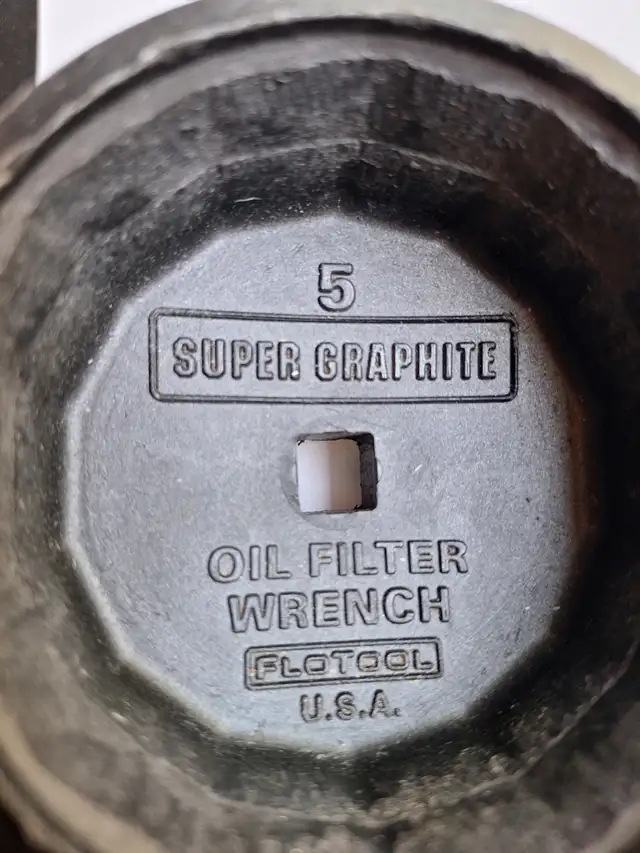 5
SUPER GRAPHITE
OIL FILTER
WRENCH
FLOTOOL
U.S.A.